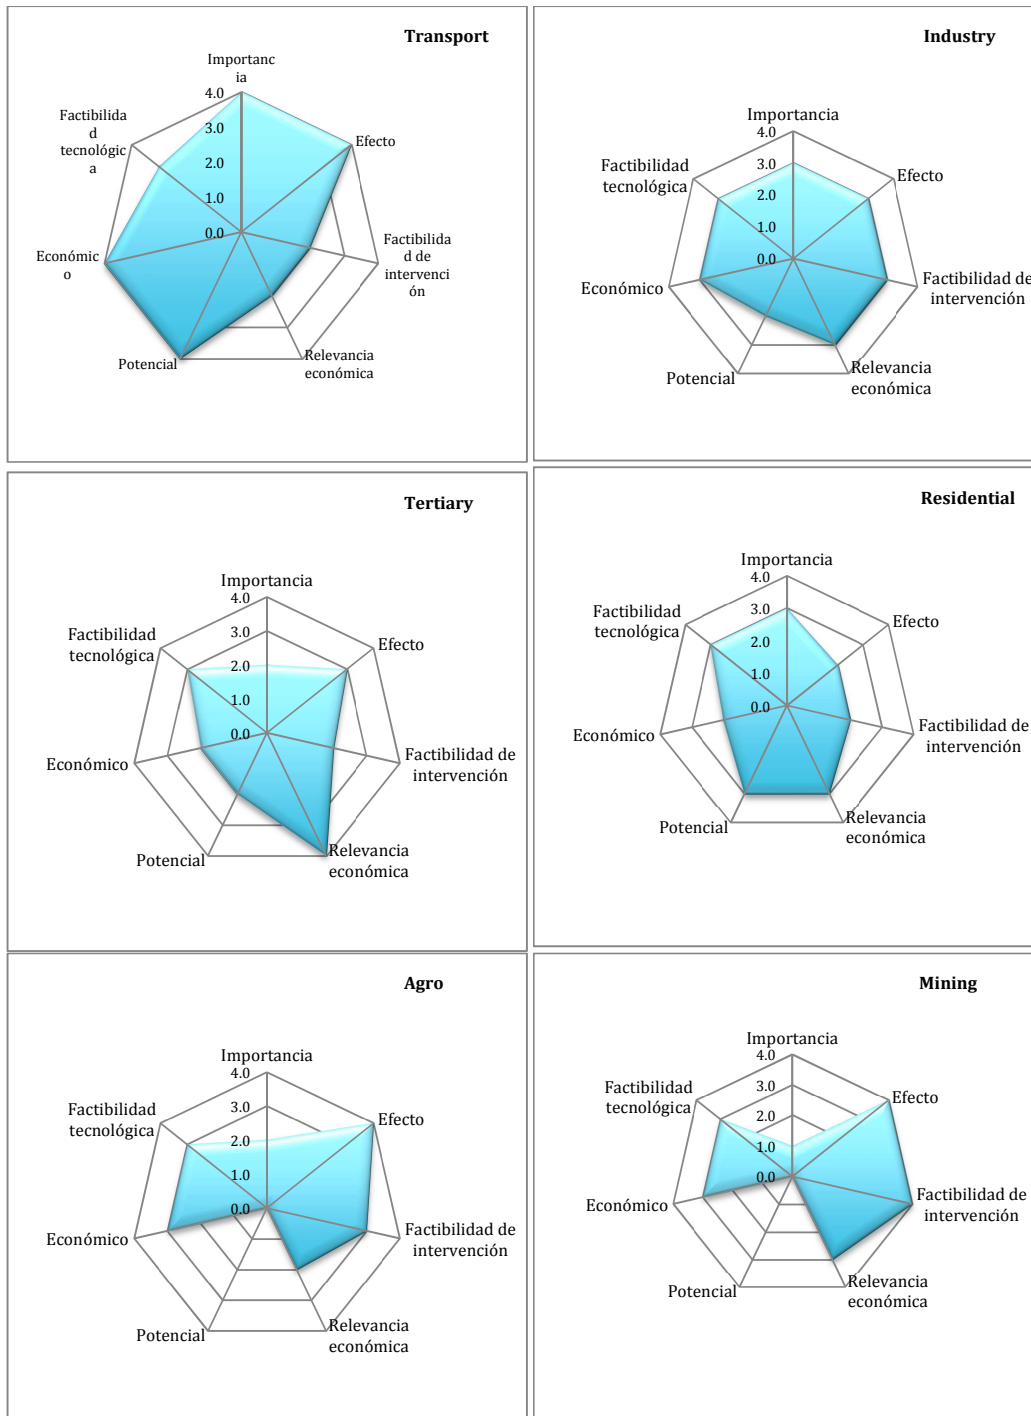 Transport
Importanc
ia
4.0
3.0
2.0
1.0
0.0
Efecto
Factibilida
d de
intervenci
ón
Relevancia
económica
Potencial
Económic
o
Factibilida
d
tecnológic
a
Industry
Importancia
4.0
3.0
2.0
1.0
0.0
Efecto
Factibilidad de
intervención
Relevancia
económica
Potencial
Económico
Factibilidad
tecnológica
Tertiary
Importancia
4.0
3.0
2.0
1.0
0.0
Efecto
Factibilidad de
intervención
Relevancia
económica
Potencial
Económico
Factibilidad
tecnológica
Residential
Importancia
4.0
3.0
2.0
1.0
0.0
Efecto
Factibilidad de
intervención
Relevancia
económica
Potencial
Económico
Factibilidad
tecnológica
Agro
Importancia
4.0
3.0
2.0
1.0
0.0
Efecto
Factibilidad de
intervención
Relevancia
económica
Potencial
Económico
Factibilidad
tecnológica
Mining
Importancia
4.0
3.0
2.0
1.0
0.0
Efecto
Factibilidad de
intervención
Relevancia
económica
Potencial
Económico
Factibilidad
tecnológica